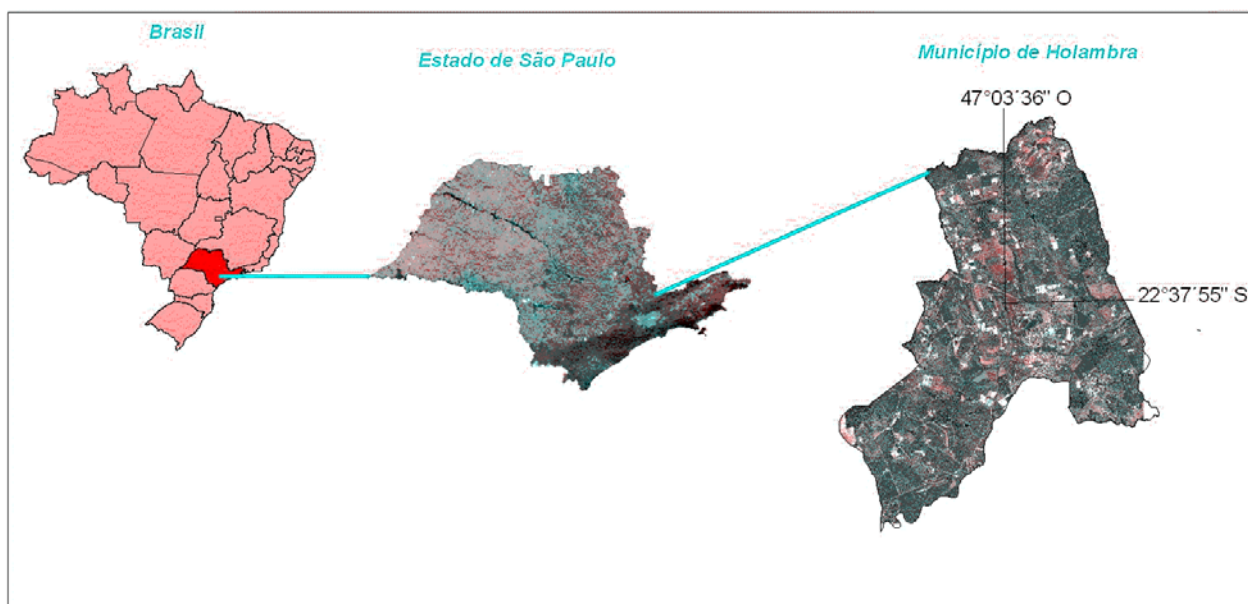 Brasil
Estado de São Paulo
Município de Holambra
47°03´36" O
22°37´55" S